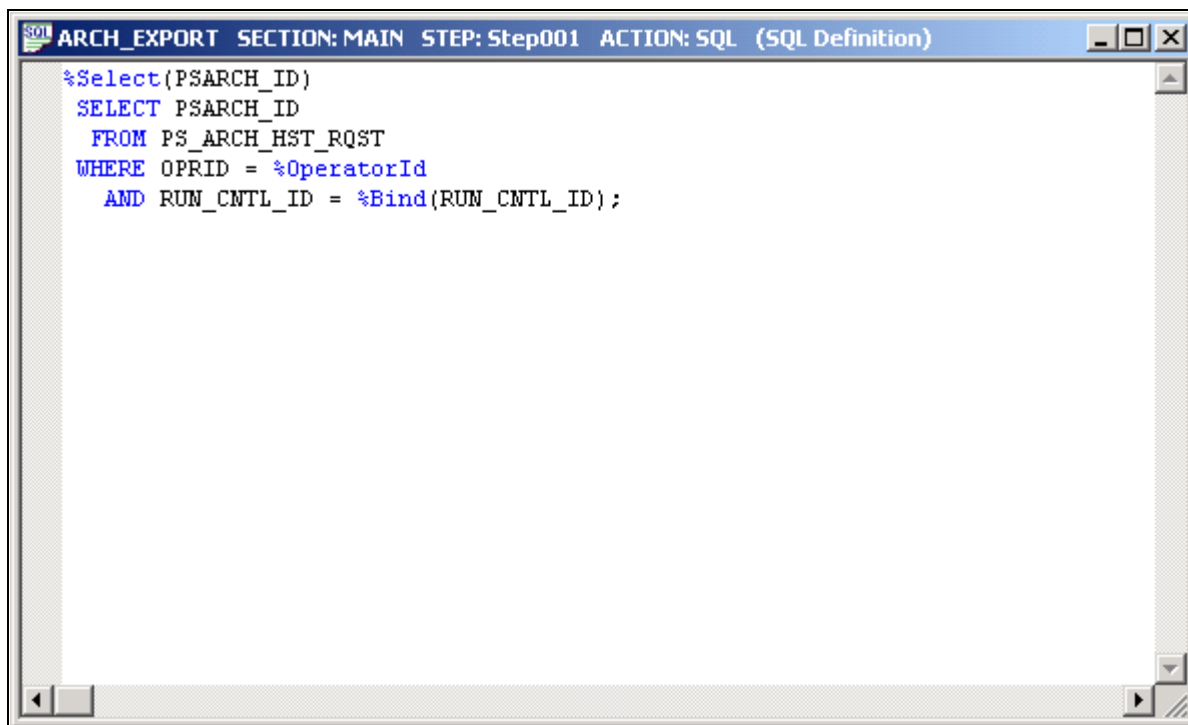 SQL ARCH_EXPORT SECTION: MAIN STEP: Step001 ACTION: SQL (SQL Definition)
%Select(PSARCH_ID)
SELECT PSARCH_ID
FROM PS_ARCH_HST_RQST
WHERE OPRID = %OperatorId
AND RUN_CNTL_ID = %Bind(RUN_CNTL_ID);